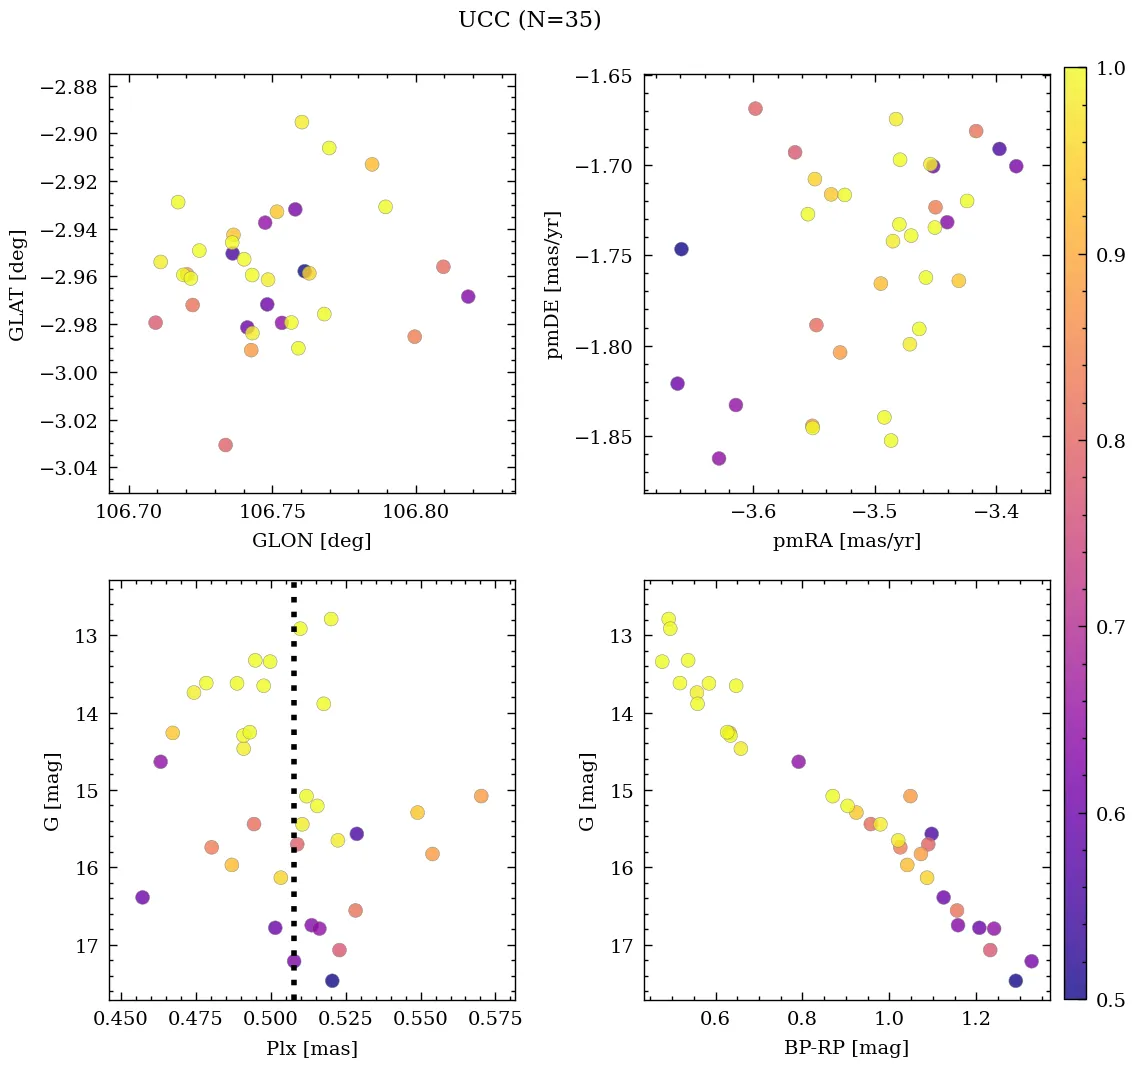 UCC (N=35)
−2.88
−2.90
−2.92
−2.94
−2.96
−2.98
−3.00
−3.02
−3.04
GLAT [deg]
106.70 106.75 106.80
GLON [deg]
−1.65
−1.70
−1.75
−1.80
−1.85
pmDE [mas/yr]
−3.6 −3.5 −3.4
pmRA [mas/yr]
13
14
15
16
17
G [mag]
0.450 0.475 0.500 0.525 0.550 0.575
Plx [mas]
13
14
15
16
17
G [mag]
0.6 0.8 1.0 1.2
BP-RP [mag]
1.0
0.9
0.8
0.7
0.6
0.5